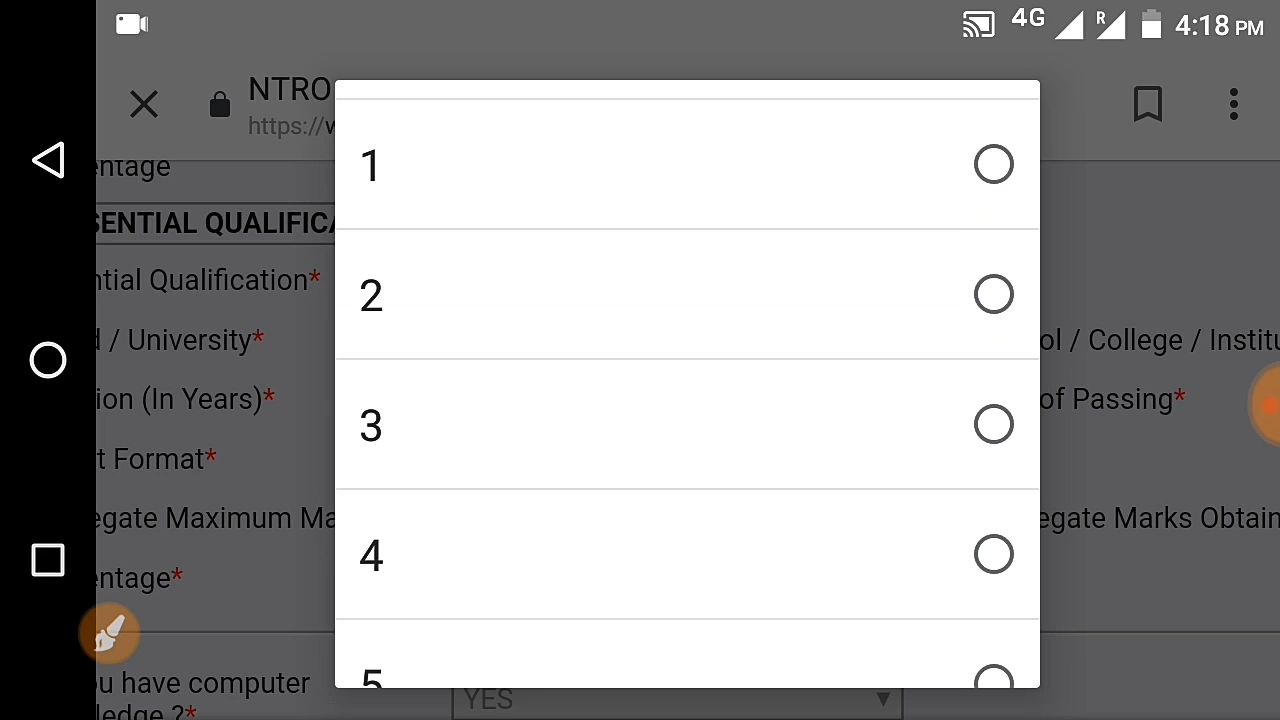 4G R 4:18 PM
NTRO
https://w
entage
SENTIAL QUALIFICA
ntial Qualification*
d / University*
ol / College / Institu
ion (In Years)*
of Passing*
t Format*
egate Maximum Ma
egate Marks Obtain
entage*
u have computer
ledge ?*
YES
1
2
3
4
5